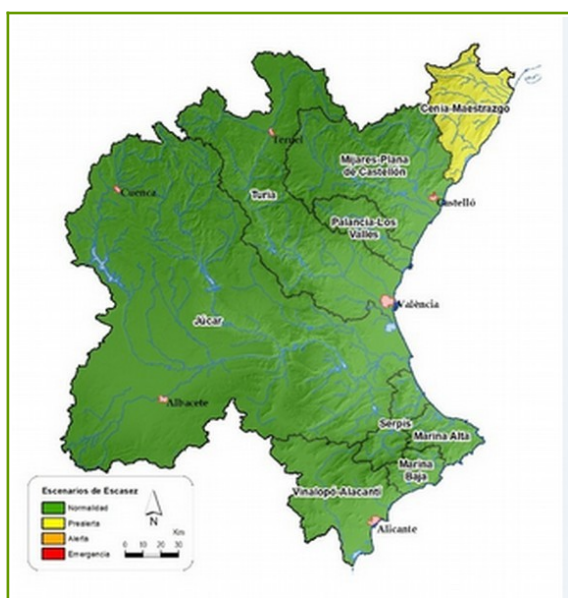 Cenia-Maestrazgo
Teruel
Mijares-Plana
de Castellón
Cuenca
Turia
Castelló
Palancia-Los
Valles
València
Júcar
Albacete
Serpis
Marina Alta
Marina
Baja
Vinalopó-Alacantí
Alicante
Escenarios de Escasez
Normalidad
Prealerta
Alerta
Emergencia
N
Km
0 10 20 30